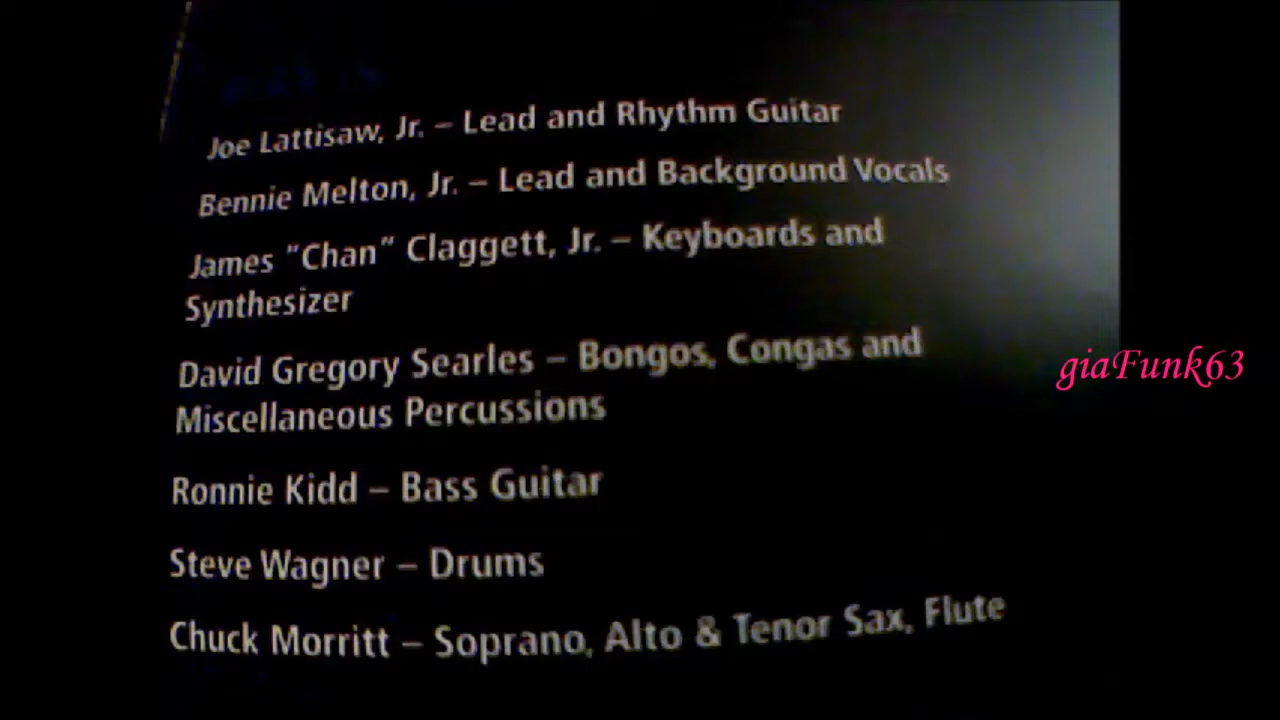 Joe Lattisaw, Jr. – Lead and Rhythm Guitar
Bennie Melton, Jr. – Lead and Background Vocals
James "Chan" Claggett, Jr. – Keyboards and
Synthesizer
David Gregory Searles – Bongos, Congas and
Miscellaneous Percussions
giaFunk63
Ronnie Kidd – Bass Guitar
Steve Wagner – Drums
Chuck Morritt – Soprano, Alto & Tenor Sax, Flute